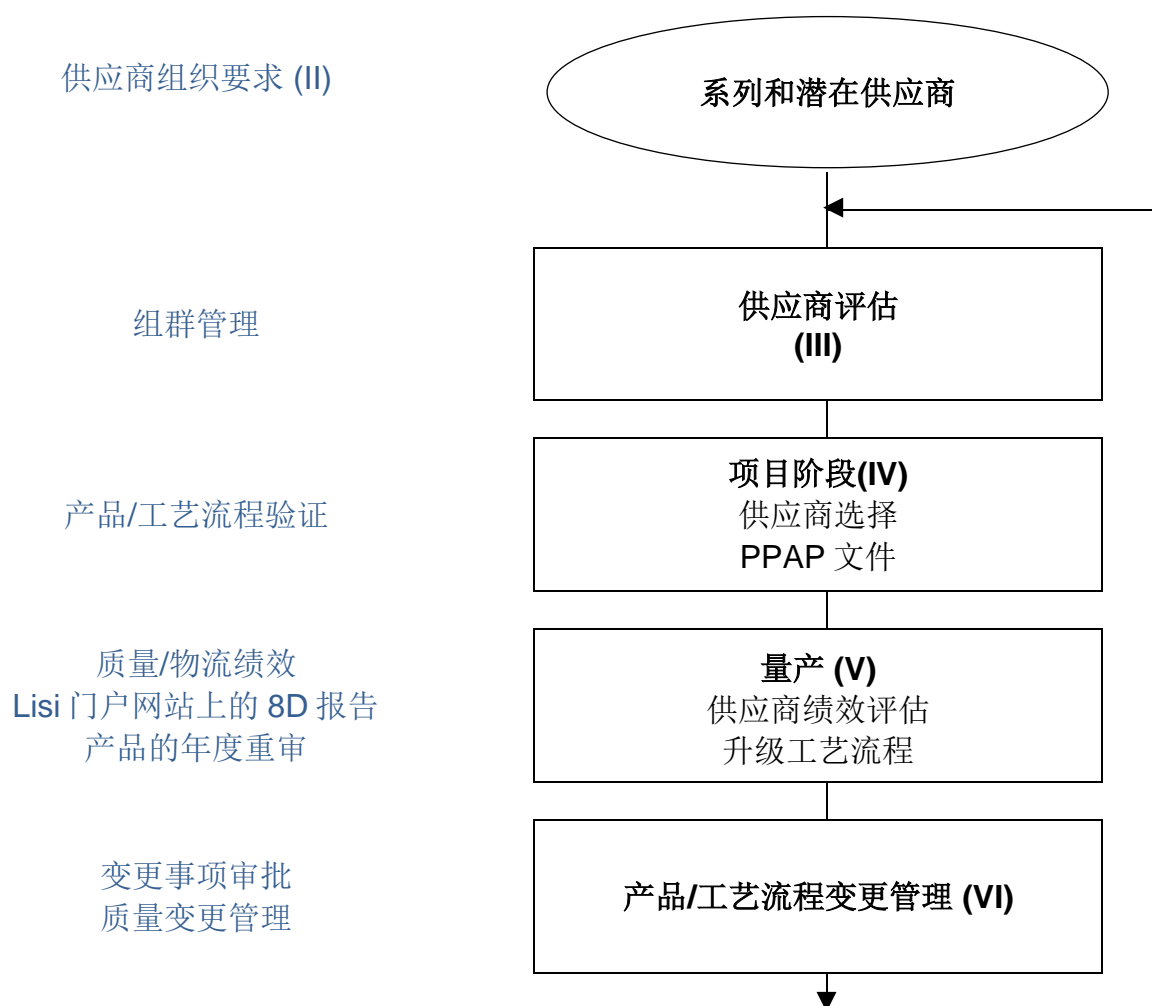 供应商组织要求 (II)
系列和潜在供应商
组群管理
供应商评估
(III)
产品/工艺流程验证
项目阶段(IV)
供应商选择
PPAP 文件
质量/物流绩效
Lisi 门户网站上的 8D 报告
产品的年度重审
量产 (V)
供应商绩效评估
升级工艺流程
变更事项审批
质量变更管理
产品/工艺流程变更管理 (VI)